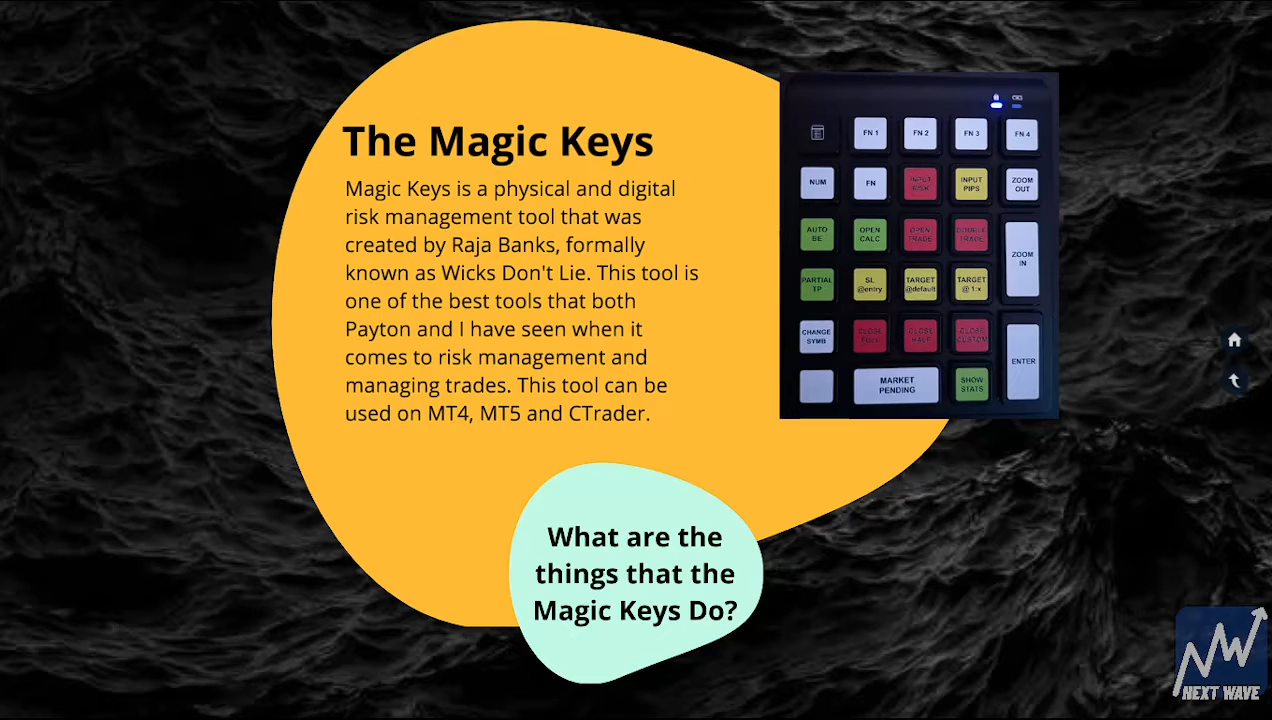 The Magic Keys
Magic Keys is a physical and digital
risk management tool that was
created by Raja Banks, formally
known as Wicks Don't Lie. This tool is
one of the best tools that both
Payton and I have seen when it
comes to risk management and
managing trades. This tool can be
used on MT4, MT5 and CTrader.
What are the
things that the
Magic Keys Do?
FN 1
FN 2
FN 3
FN 4
NUM
FN
INPUT
RISK
INPUT
PIPS
ZOOM
OUT
AUTO
BE
OPEN
CALC
OPEN
TRADE
DOUBLE
TRADE
ZOOM
IN
PARTIAL
TP
SL
@entry
TARGET
@default
TARGET
@ 1:x
CHANGE
SYMB
CLOSE
FULL
CLOSE
HALF
CLOSE
CUSTOM
ENTER
MARKET
PENDING
SHOW
STATS
NW
NEXT WAVE